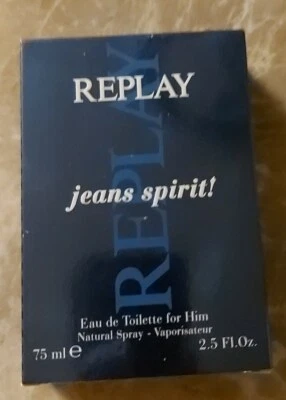 REPLAY
REPLAY
jeans spirit!
Eau de Toilette for Him
Natural Spray - Vaporisateur
75 ml e 2.5 Fl.Oz.